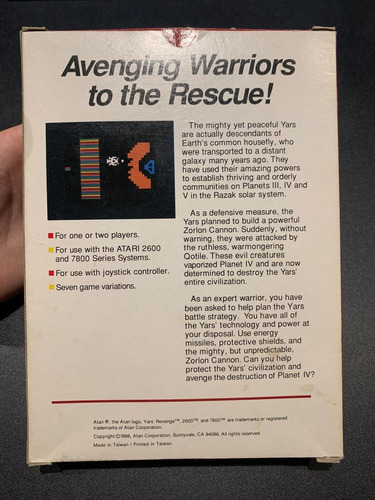 Avenging Warriors
to the Rescue!
The mighty yet peaceful Yars
are actually descendants of
Earth's common housefly, who
were transported to a distant
galaxy many years ago. They
have used their amazing powers
to establish thriving and orderly
communities on Planets III, IV and
V in the Razak solar system.
As a defensive measure, the
Yars planned to build a powerful
Zorlon Cannon. Suddenly, without
warning, they were attacked by
the ruthless, warmongering
Qotile. These evil creatures
vaporized Planet IV and are now
determined to destroy the Yars'
entire civilization.
As an expert warrior, you have
been asked to help plan the Yars
battle strategy. You have all of
the Yars' technology and power at
your disposal. Use energy
missiles, protective shields, and
the mighty, but unpredictable,
Zorlon Cannon. Can you help
protect the Yars' civilization and
avenge the destruction of Planet IV?
For one or two players.
For use with the ATARI 2600
and 7800 Series Systems.
For use with joystick controller.
Seven game variations.
Atari ®, the Atari logo, Yars' Revenge™, 2600™, and 7800™ are trademarks or registered
trademarks of Atari Corporation.
Copyright ©1988, Atari Corporation, Sunnyvale, CA 94086. All rights reserved.
Made in Taiwan / Printed in Taiwan.